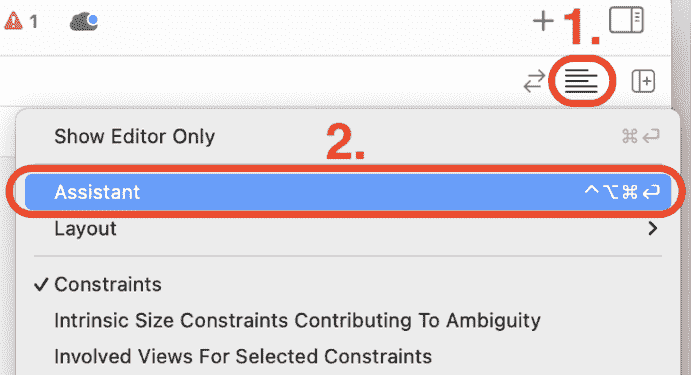 1
1.
Show Editor Only ⌘↩
2.
Assistant ^⌥⌘↩
Layout
✓ Constraints
Intrinsic Size Constraints Contributing To Ambiguity
Involved Views For Selected Constraints